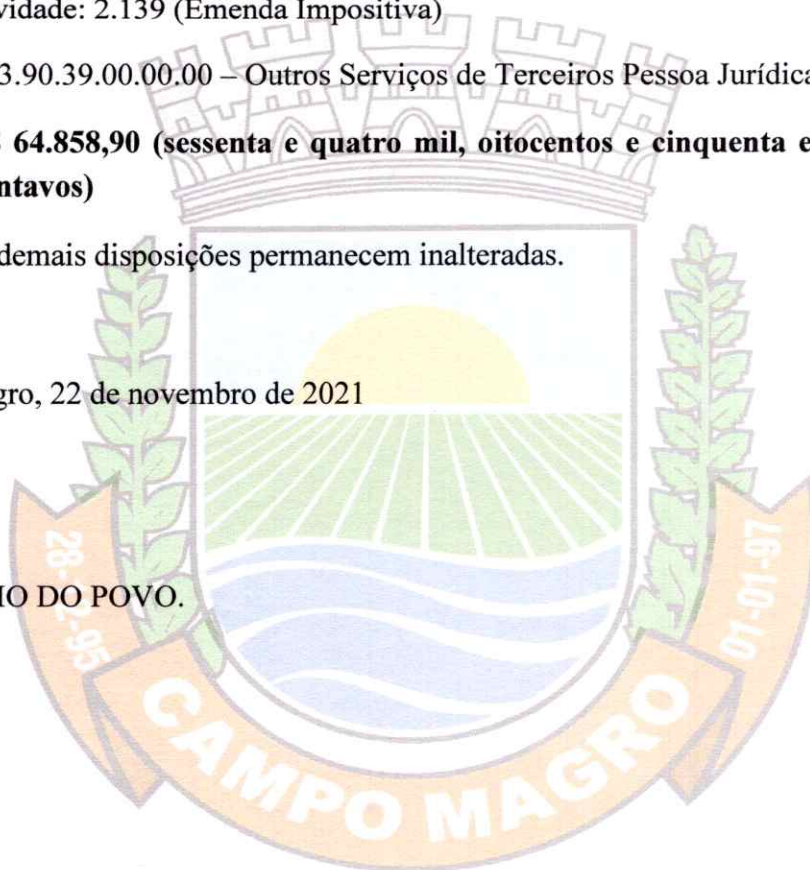 vidade: 2.139 (Emenda Impositiva)
3.90.39.00.00.00 – Outros Serviços de Terceiros Pessoa Jurídica
64.858,90 (sessenta e quatro mil, oitocentos e cinquenta e
ntavos)
demais disposições permanecem inalteradas.
gro, 22 de novembro de 2021
IO DO POVO.
01-01-97
CAMPO MAGRO